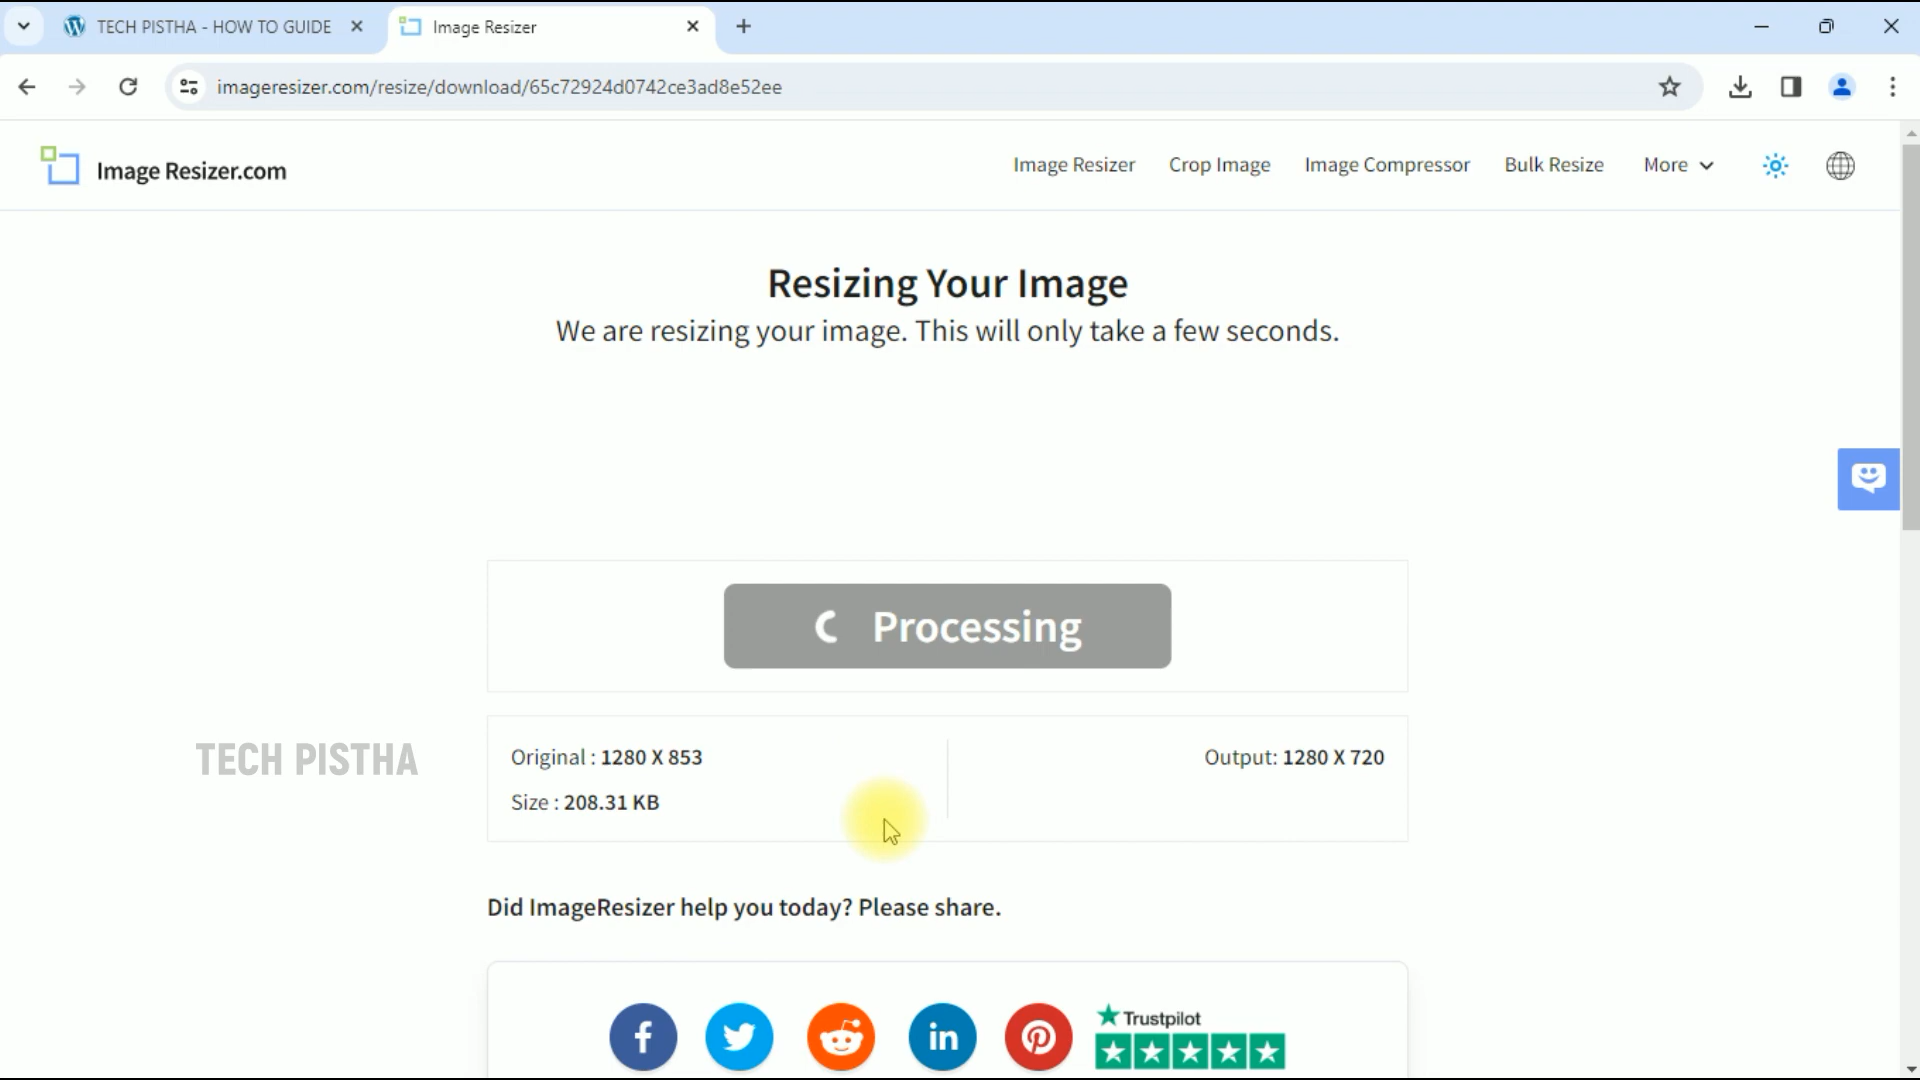 TECH PISTHA - HOW TO GUIDE
Image Resizer
imageresizer.com/resize/download/65c72924d0742ce3ad8e52ee
Image Resizer.com
Image Resizer
Crop Image
Image Compressor
Bulk Resize
More
Resizing Your Image
We are resizing your image. This will only take a few seconds.
Processing
TECH PISTHA
Original : 1280 X 853
Output: 1280 X 720
Size : 208.31 KB
Did ImageResizer help you today? Please share.
Trustpilot